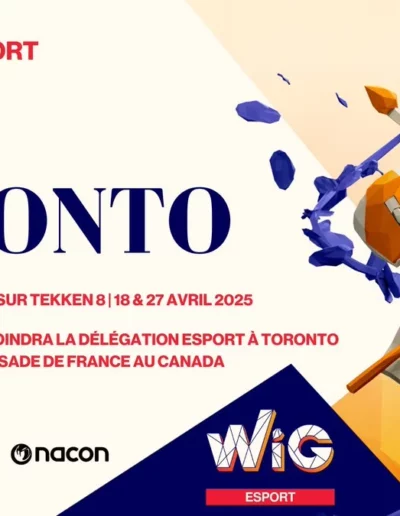 ORT
ONTO
SUR TEKKEN 8 | 18 & 27 AVRIL 2025
OINDRA LA DÉLÉGATION ESPORT À TORONTO
SADE DE FRANCE AU CANADA
nacon
WiG
ESPORT